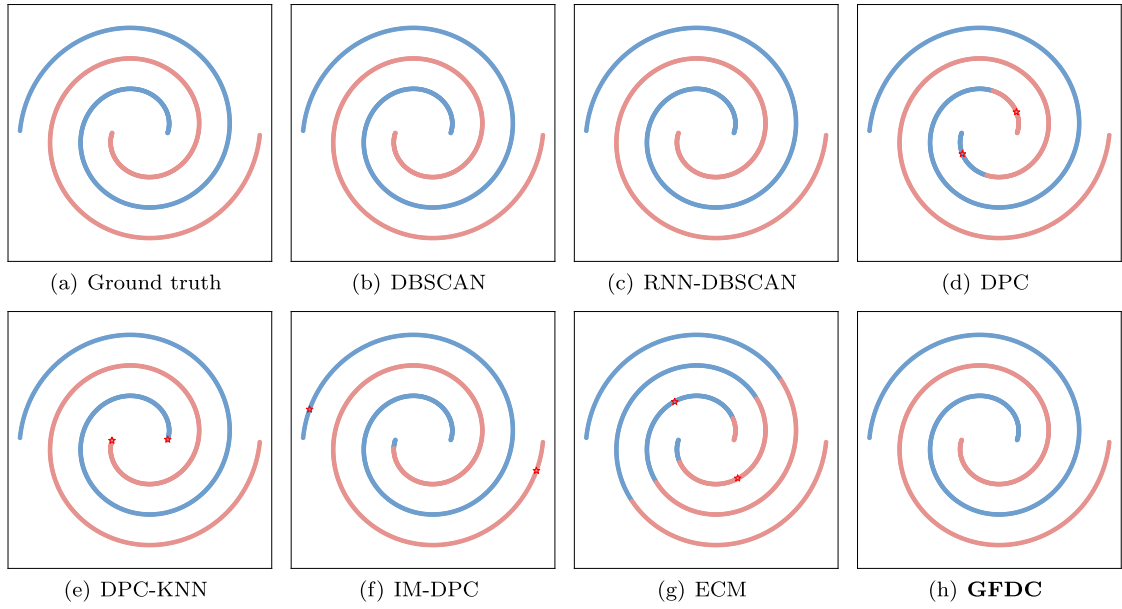 (a) Ground truth
(b) DBSCAN
(c) RNN-DBSCAN
(d) DPC
(e) DPC-KNN
(f) IM-DPC
(g) ECM
(h) GFDC